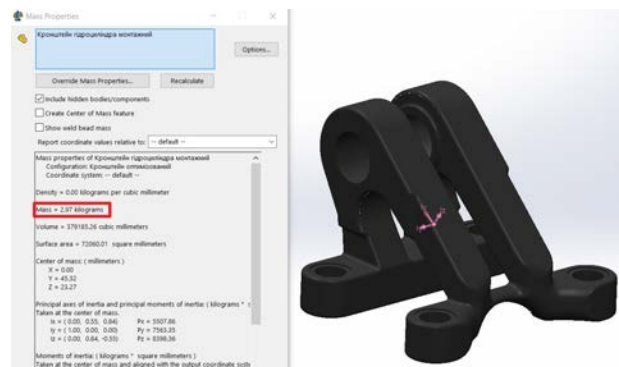 Mass Properties
Кронштейн гідроциліндра монтажний
Options...
Override Mass Properties...
Recalculate
Include hidden bodies/components
Create Center of Mass feature
Show weld bead mass
Report coordinate values relative to: -- default --
Mass properties of Кронштейн гідроциліндра монтажний
Configuration: Кронштейн оптимізований
Coordinate system: -- default --
Density = 0.00 kilograms per cubic millimeter
Mass = 2.97 kilograms
Volume = 379185.26 cubic millimeters
Surface area = 72060.01 square millimeters
Center of mass: ( millimeters )
X = 0.00
Y = 45.32
Z = 23.27
Principal axes of inertia and principal moments of inertia: ( kilograms *
Taken at the center of mass.
Ix = ( 0.00, 0.55, 0.84) Px = 5507.86
Iy = ( 1.00, 0.00, 0.00) Py = 7563.35
Iz = ( 0.00, 0.84, -0.55) Pz = 8398.36
Moments of inertia: ( kilograms * square millimeters )
Taken at the center of mass and aligned with the output coordinate